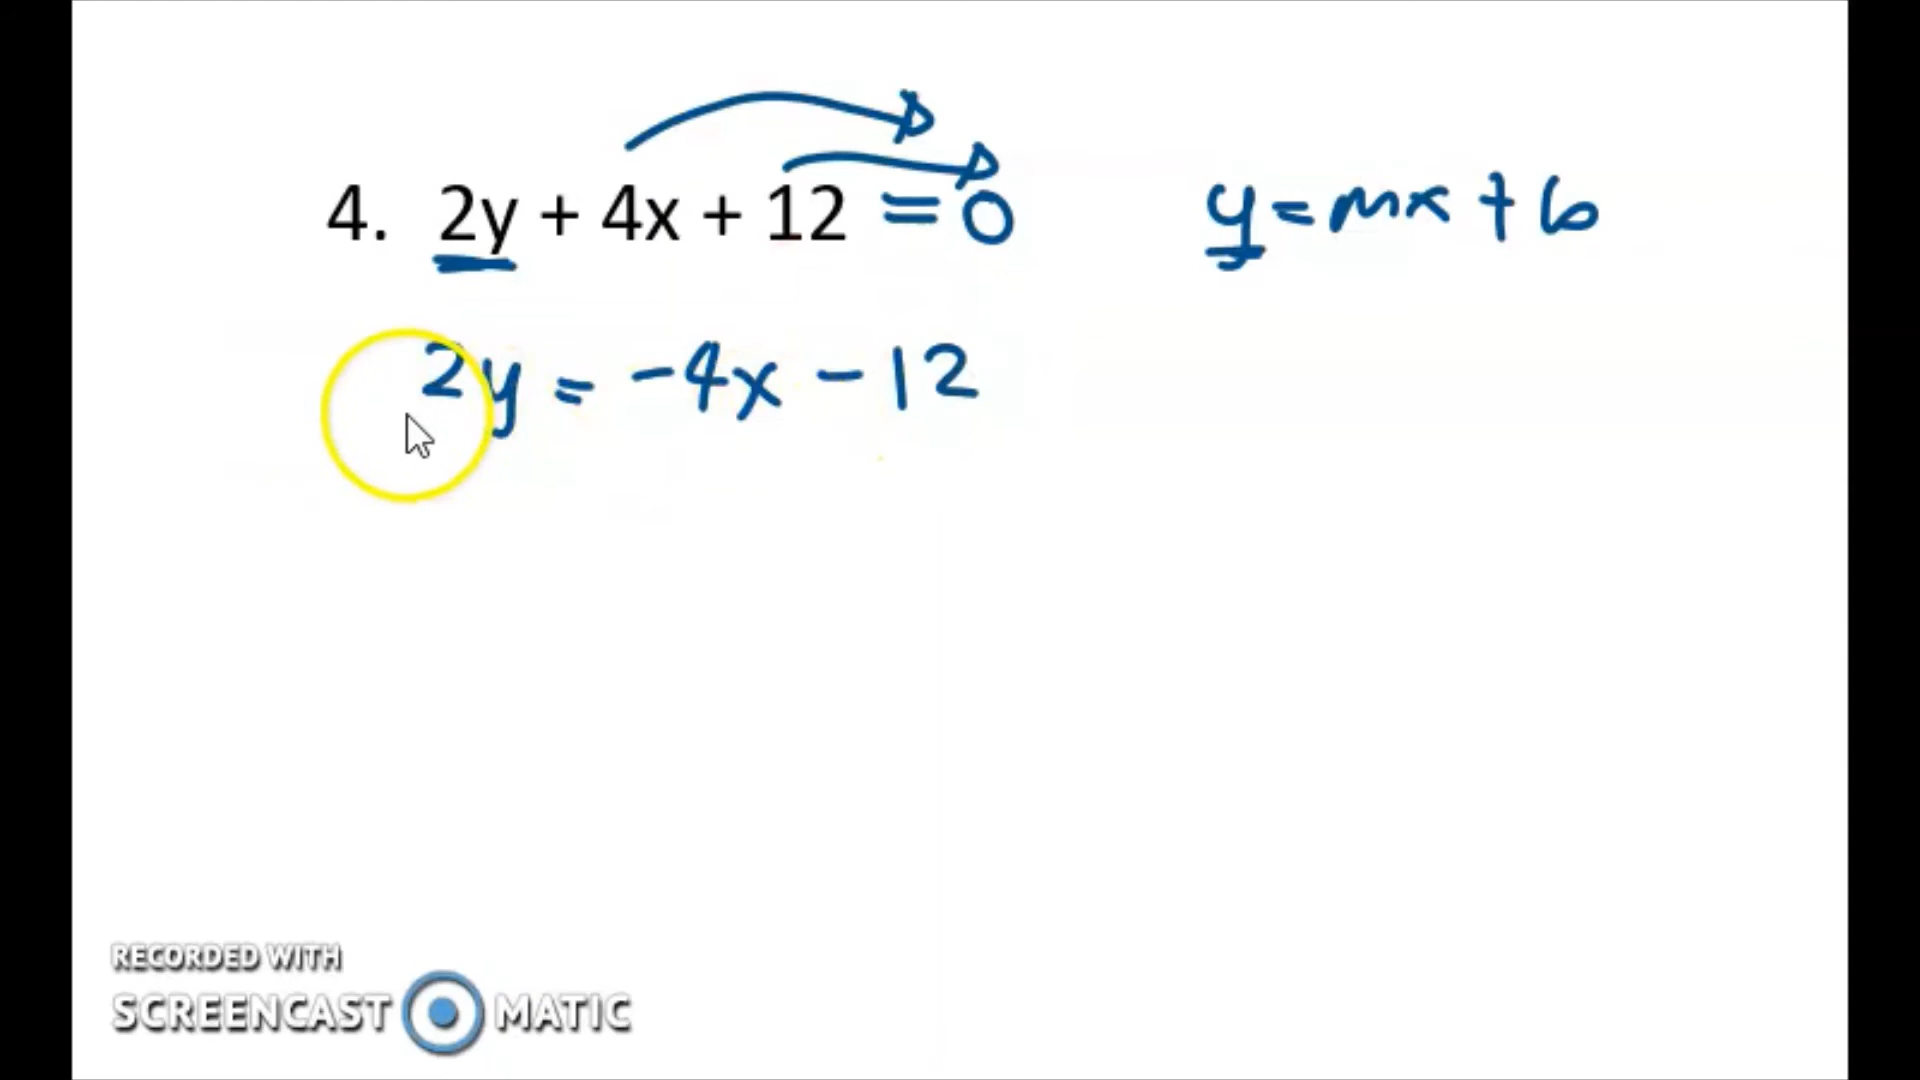 4. 2y + 4x + 12 = 0
y = mx + b
2y = -4x - 12
RECORDED WITH
SCREENCAST MATIC